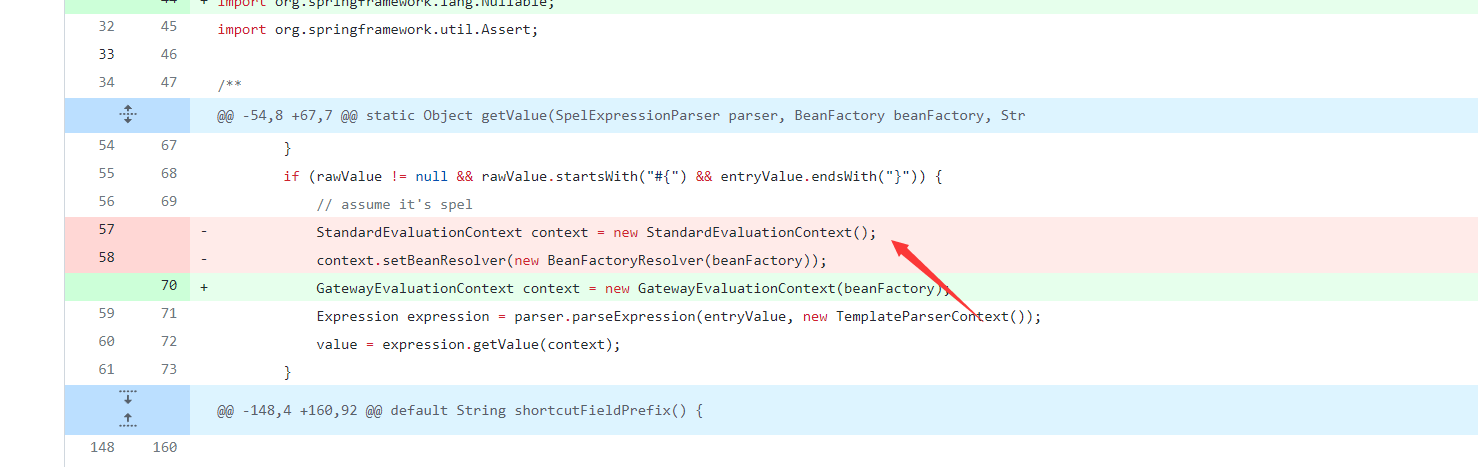 44 + import org.springframework.lang.Nullable;
32 45 import org.springframework.util.Assert;
33 46
34 47 /**
@@ -54,8 +67,7 @@ static Object getValue(SpelExpressionParser parser, BeanFactory beanFactory, Str
54 67 }
55 68 if (rawValue != null && rawValue.startsWith("#{") && entryValue.endsWith("}")) {
56 69 // assume it's spel
57 - StandardEvaluationContext context = new StandardEvaluationContext();
58 - context.setBeanResolver(new BeanFactoryResolver(beanFactory));
70 + GatewayEvaluationContext context = new GatewayEvaluationContext(beanFactory);
59 71 Expression expression = parser.parseExpression(entryValue, new TemplateParserContext());
60 72 value = expression.getValue(context);
61 73 }
@@ -148,4 +160,92 @@ default String shortcutFieldPrefix() {
148 160